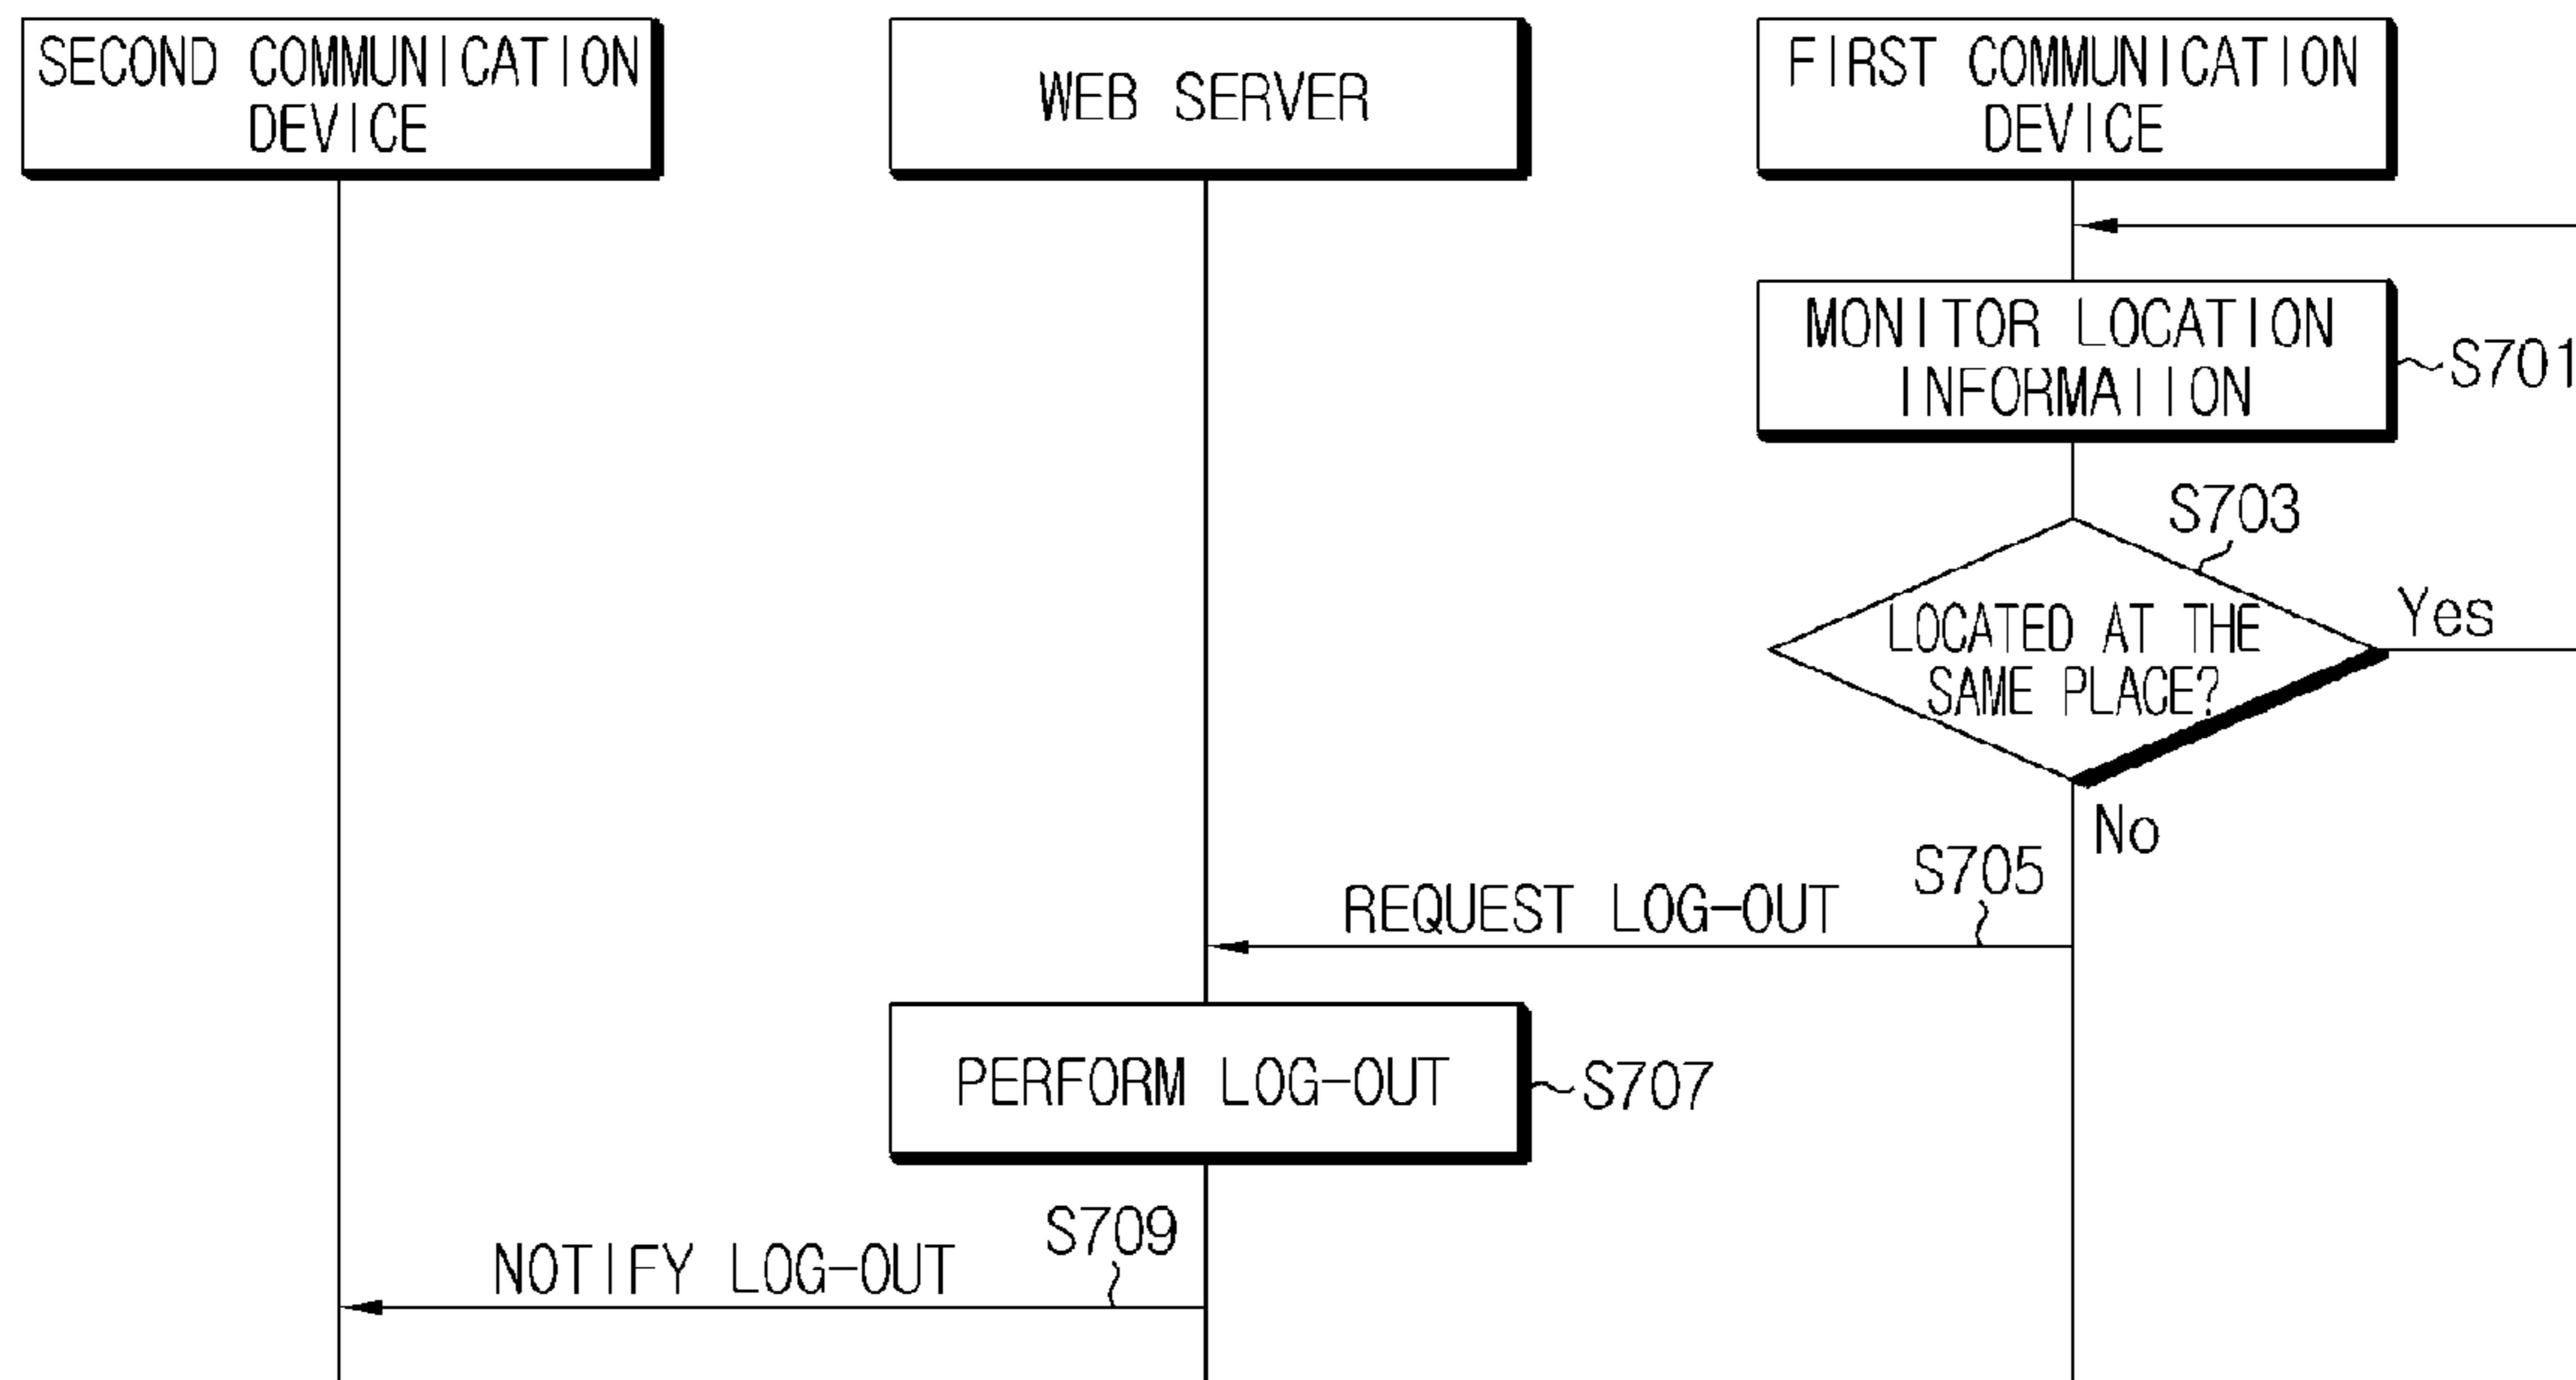 SECOND COMMUNICATION
DEVICE
WEB SERVER
FIRST COMMUNICATION
DEVICE
MONITOR LOCATION
INFORMAIION
S701
S703
LOCATED AT THE
SAME PLACE?
Yes
No
S705
REQUEST LOG-OUT
PERFORM LOG-OUT
S707
S709
NOTIFY LOG-OUT